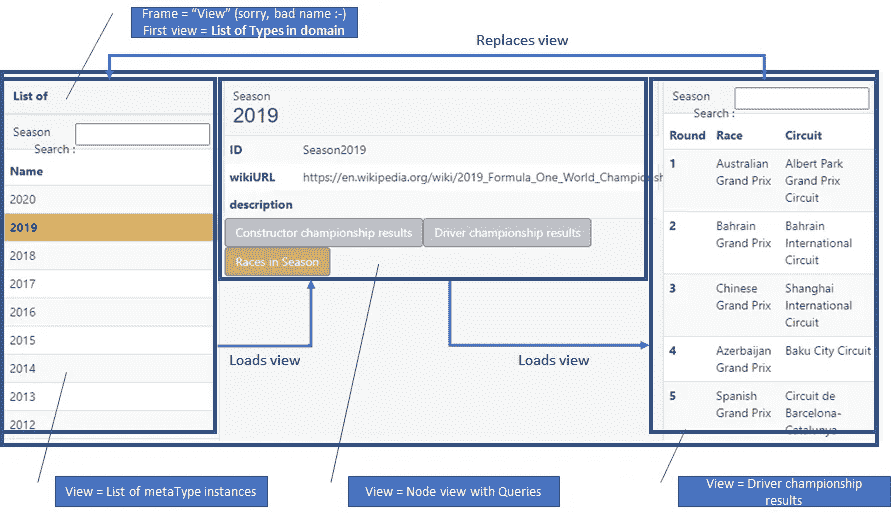 Frame = “View” (sorry, bad name :-)
First view = List of Types in domain
Replaces view
List of
Season
Search :
Name
2020
2019
2018
2017
2016
2015
2014
2013
2012
Season
2019
ID Season2019
wikiURL https://en.wikipedia.org/wiki/2019_Formula_One_World_Championsh
description
Constructor championship results Driver championship results
Races in Season
Season
Search :
Round Race Circuit
1 Australian Albert Park
Grand Prix Grand Prix
Circuit
2 Bahrain Bahrain
Grand Prix International
Circuit
3 Chinese Shanghai
Grand Prix International
Circuit
4 Azerbaijan Baku City Circuit
Grand Prix
5 Spanish Circuit de
Grand Prix Barcelona-
Catalunya
Loads view
Loads view
View = List of metaType instances
View = Node view with Queries
View = Driver championship
results